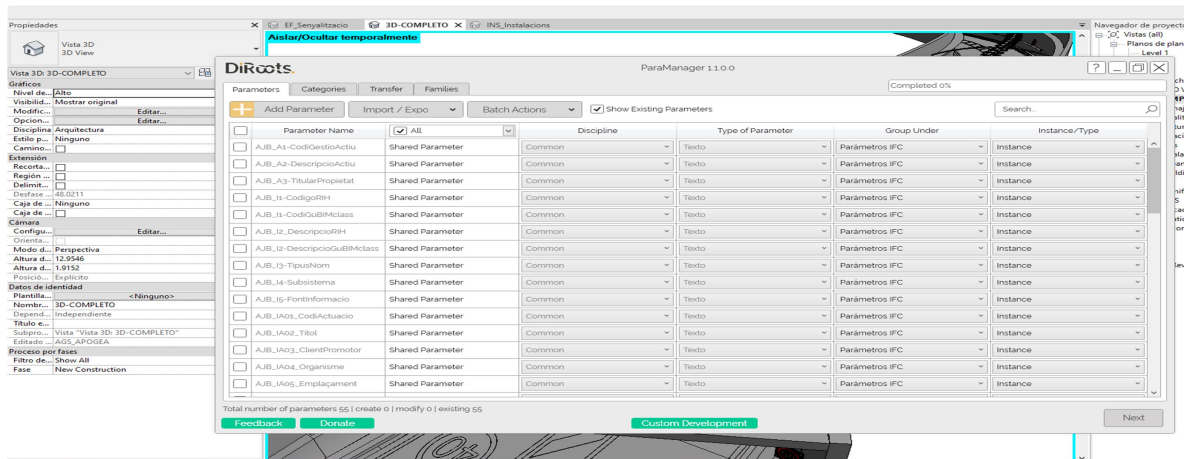 Propiedades
EF_Senyalitzacio
3D-COMPLETO
INS_Instalacions
Navegador de proyecto
Vista 3D
3D View
Aislar/Ocultar temporalmente
Vistas (all)
Planos de plan
Level 1
Vista 3D: 3D-COMPLETO
Gráficos
Nivel de... Alto
Visibilid... Mostrar original
Modific... Editar...
Opcion... Editar...
Disciplina Arquitectura
Estilo p... Ninguno
Camino...
Extensión
Recorta...
Región ...
Delimit...
Desfase ... 48.0211
Caja de ... Ninguno
Caja de ...
Cámara
Configu... Editar...
Orienta...
Modo d... Perspectiva
Altura d... 12.9546
Altura d... 1.9152
Posició... Explícito
Datos de identidad
Plantilla... <Ninguno>
Nombr... 3D-COMPLETO
Depend... Independiente
Título e...
Subpro... Vista "Vista 3D: 3D-COMPLETO"
Editado ... AGS_APOGEA
Proceso por fases
Filtro de... Show All
Fase New Construction
DiRoots.
ParaManager 1.1.0.0
Parameters Categories Transfer Families
Completed 0%
Add Parameter Import / Expo Batch Actions Show Existing Parameters Search..
Parameter Name All Discipline Type of Parameter Group Under Instance/Type
AJB_A1-CodiGestioActiu Shared Parameter Common Texto Parámetros IFC Instance
AJB_A2-DescripcioActiu Shared Parameter Common Texto Parámetros IFC Instance
AJB_A3-TitularPropietat Shared Parameter Common Texto Parámetros IFC Instance
AJB_I1-CodigoRIH Shared Parameter Common Texto Parámetros IFC Instance
AJB_I1-CodiGuBIMclass Shared Parameter Common Texto Parámetros IFC Instance
AJB_I2_DescripcioRIH Shared Parameter Common Texto Parámetros IFC Instance
AJB_I2-DescripcioGuBIMclass Shared Parameter Common Texto Parámetros IFC Instance
AJB_I3-TipusNom Shared Parameter Common Texto Parámetros IFC Instance
AJB_I4-Subsistema Shared Parameter Common Texto Parámetros IFC Instance
AJB_I5-FontInformacio Shared Parameter Common Texto Parámetros IFC Instance
AJB_IA01_CodiActuacio Shared Parameter Common Texto Parámetros IFC Instance
AJB_IA02_Titol Shared Parameter Common Texto Parámetros IFC Instance
AJB_IA03_ClientPromotor Shared Parameter Common Texto Parámetros IFC Instance
AJB_IA04_Organisme Shared Parameter Common Texto Parámetros IFC Instance
AJB_IA05_Emplaçament Shared Parameter Common Texto Parámetros IFC Instance
Total number of parameters 55 | create 0 | modify 0 | existing 55
Feedback Donate Custom Development Next